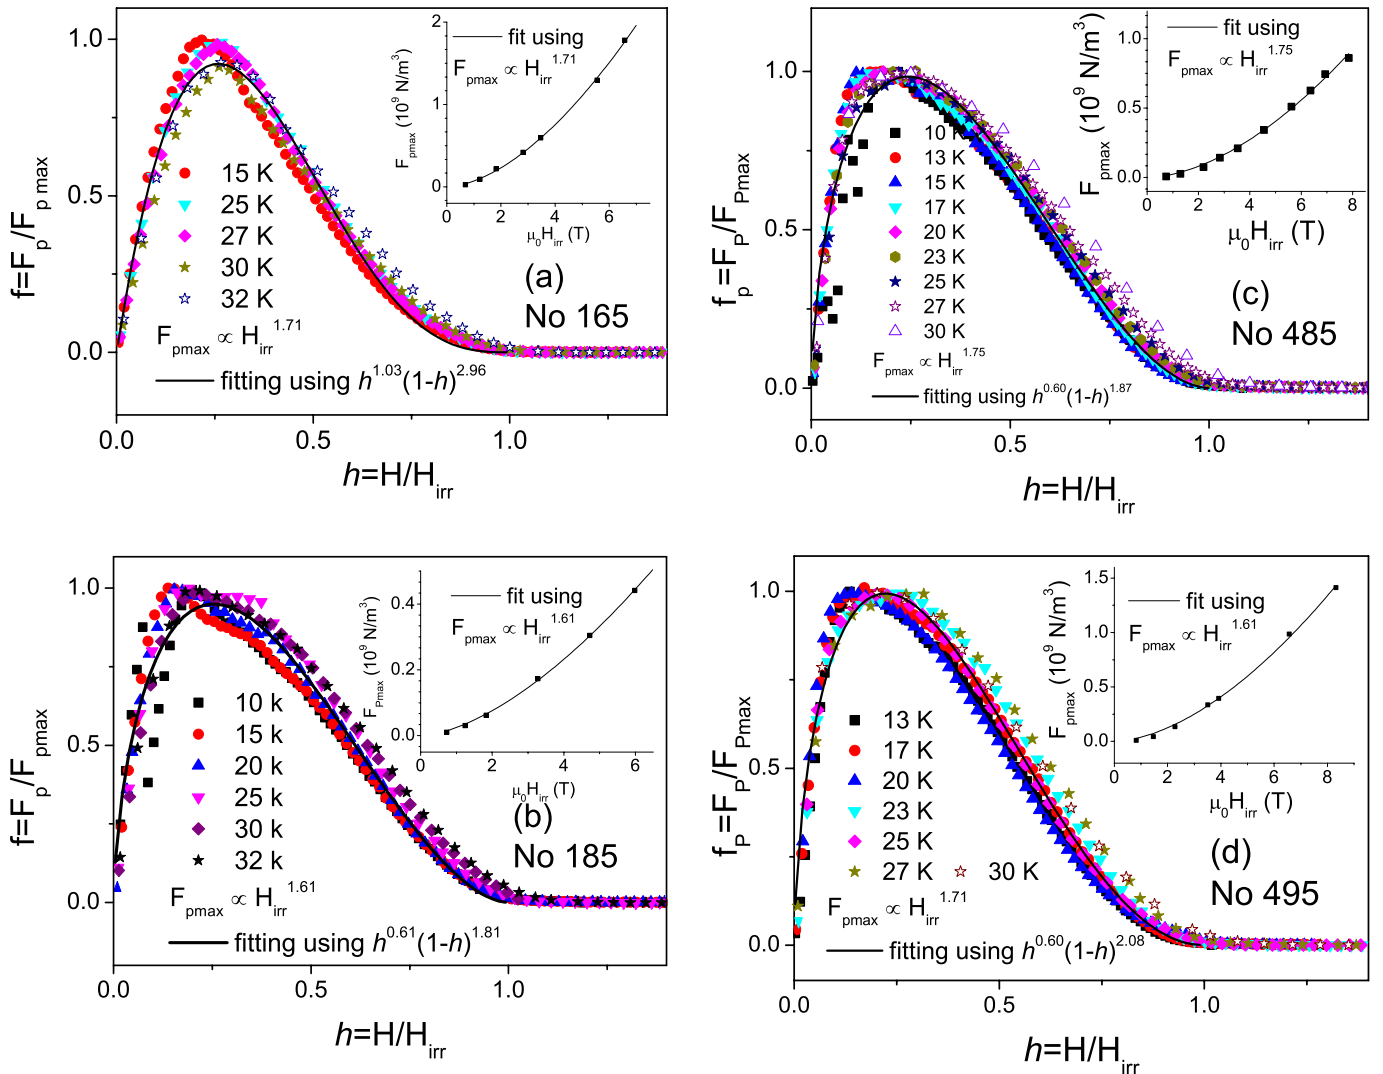 1.0
0.5
0.0
0.0
0.5
1.0
f=F_p/F_p max
h=H/H_irr
15 K
25 K
27 K
30 K
32 K
F_pmax ∝ H_irr^1.71
fitting using h^1.03(1-h)^2.96
(a)
No 165
2
1
0
0
2
4
6
F_pmax (10^9 N/m^3)
μ_0H_irr (T)
fit using
F_pmax ∝ H_irr^1.71
1.0
0.5
0.0
0.0
0.5
1.0
f_p=F_P/F_Pmax
h=H/H_irr
10 K
13 K
15 K
17 K
20 K
23 K
25 K
27 K
30 K
F_pmax ∝ H_irr^1.75
fitting using h^0.60(1-h)^1.87
(c)
No 485
1.0
0.5
0.0
0
2
4
6
8
F_pmax (10^9 N/m^3)
μ_0H_irr (T)
fit using
F_pmax ∝ H_irr^1.75
1.0
0.5
0.0
0.0
0.5
1.0
f=F_p/F_pmax
h=H/H_irr
10 k
15 k
20 k
25 k
30 k
32 k
F_pmax ∝ H_irr^1.61
fitting using h^0.61(1-h)^1.81
(b)
No 185
0.4
0.2
0.0
0
2
4
6
F_Pmax (10^9 N/m^3)
μ_0H_irr (T)
fit using
F_pmax ∝ H_irr^1.61
1.0
0.5
0.0
0.0
0.5
1.0
f_P=F_P/F_Pmax
h=H/H_irr
13 K
17 K
20 K
23 K
25 K
27 K 30 K
F_pmax ∝ H_irr^1.71
fitting using h^0.60(1-h)^2.08
(d)
No 495
1.5
1.0
0.5
0.0
0
2
4
6
8
F_pmax (10^9 N/m^3)
μ_0H_irr (T)
fit using
F_pmax ∝ H_irr^1.61